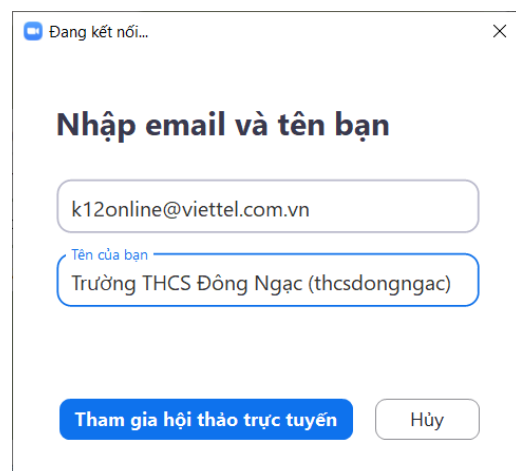 Đang kết nối...
Nhập email và tên bạn
k12online@viettel.com.vn
Tên của bạn
Trường THCS Đông Ngạc (thcsdongngac)
Tham gia hội thảo trực tuyến
Hủy